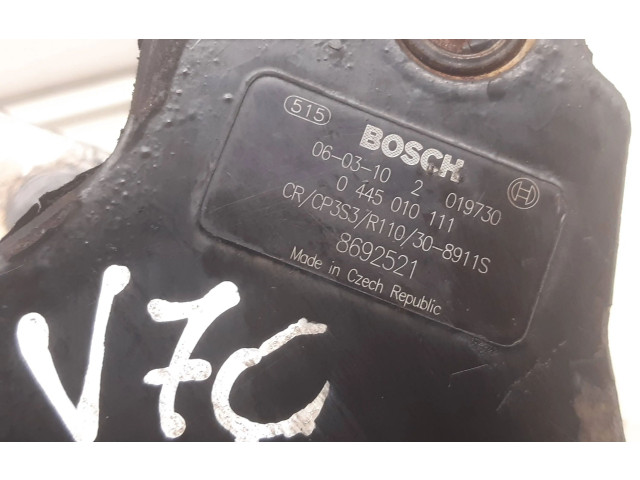 515
BOSCH
06-03-10 2 019730
0 445 010 111
CR/CP3S3/R110/30-8911S
8692521
Made in Czech Republic
V7C